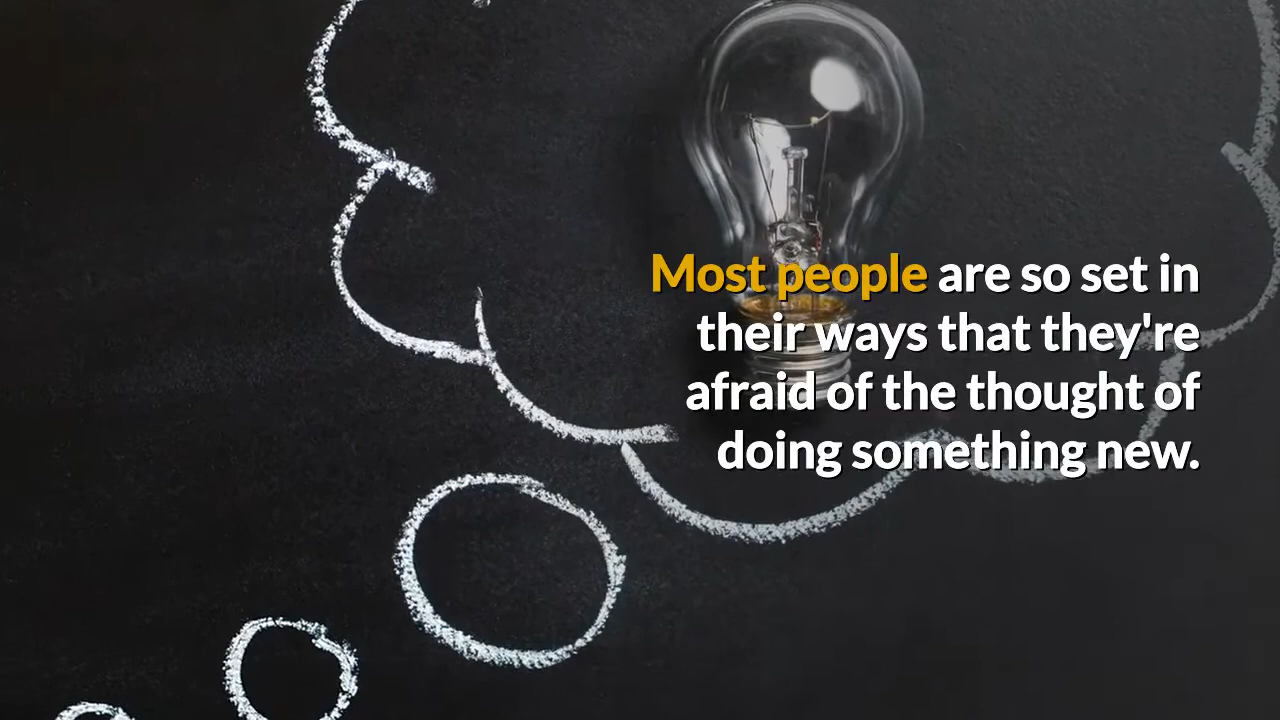 Most people are so set in
their ways that they're
afraid of the thought of
doing something new.